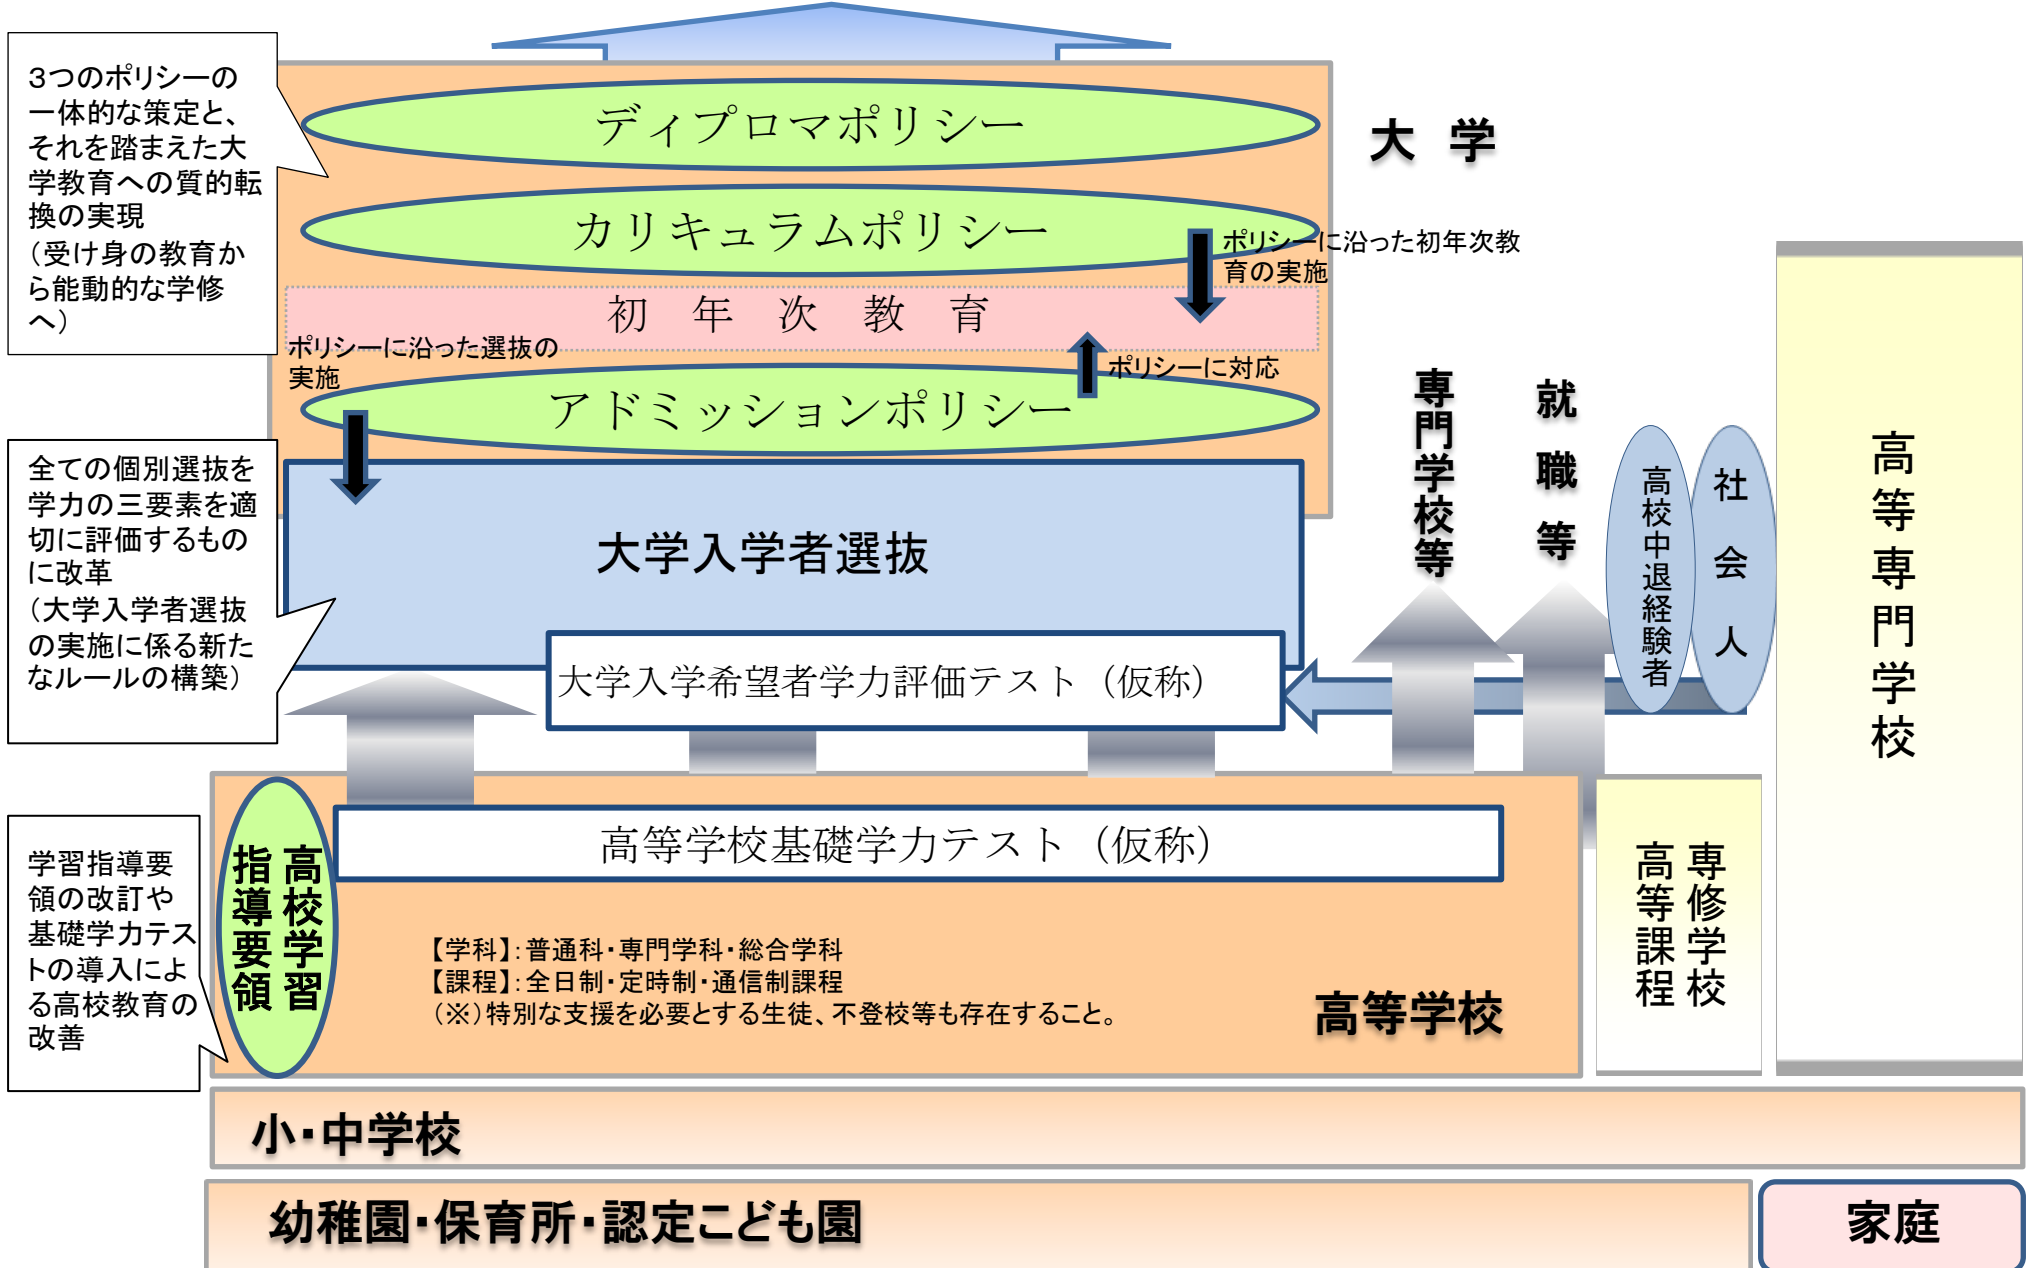 3つのポリシーの
一体的な策定と、
それを踏まえた大
学教育への質的転
換の実現
（受け身の教育か
ら能動的な学修
へ）
ディプロマポリシー
大 学
カリキュラムポリシー
ポリシーに沿った初年次教
育の実施
初 年 次 教 育
ポリシーに沿った選抜の
実施
ポリシーに対応
アドミッションポリシー
全ての個別選抜を
学力の三要素を適
切に評価するもの
に改革
（大学入学者選抜
の実施に係る新た
なルールの構築）
大学入学者選抜
大学入学希望者学力評価テスト（仮称）
専門学校等
就職等
高校中退経験者
社会人
高等専門学校
学習指導要
領の改訂や
基礎学力テス
トの導入によ
る高校教育の
改善
高校学習
指導要領
高等学校基礎学力テスト（仮称）
【学科】：普通科・専門学科・総合学科
【課程】：全日制・定時制・通信制課程
（※）特別な支援を必要とする生徒、不登校等も存在すること。
高等学校
専修学校
高等課程
小・中学校
幼稚園・保育所・認定こども園
家庭